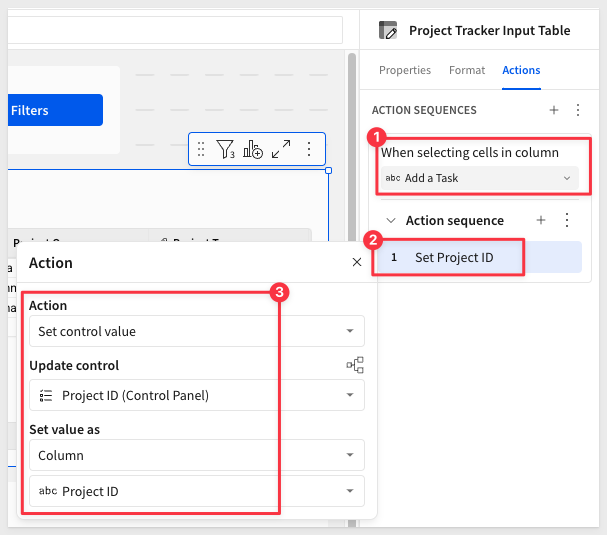 Project Tracker Input Table
Properties Format Actions
ACTION SEQUENCES
Filters
1
When selecting cells in column
abc Add a Task
3
Action sequence
2
1 Set Project ID
Action
3
Action
Set control value
Update control
Project ID (Control Panel)
Set value as
Column
abc Project ID